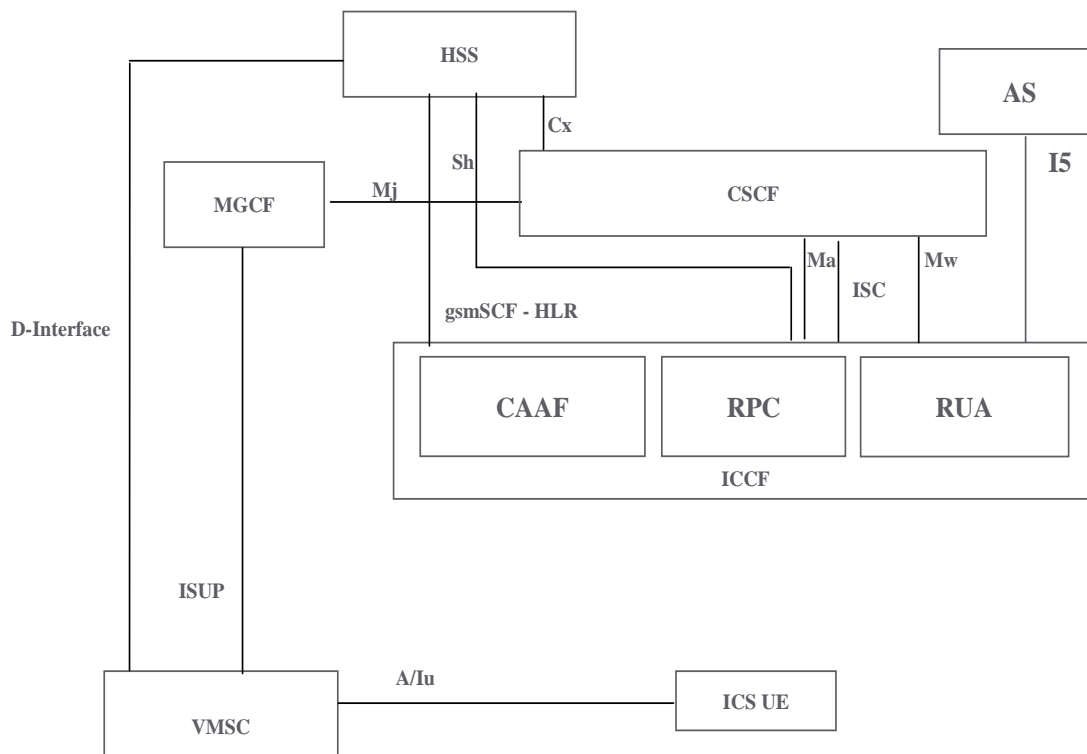 HSS
AS
Cx
Sh
I5
Mj
MGCF
CSCF
Ma
Mw
ISC
gsmSCF - HLR
D-Interface
CAAF
RPC
RUA
ICCF
ISUP
A/Iu
ICS UE
VMSC